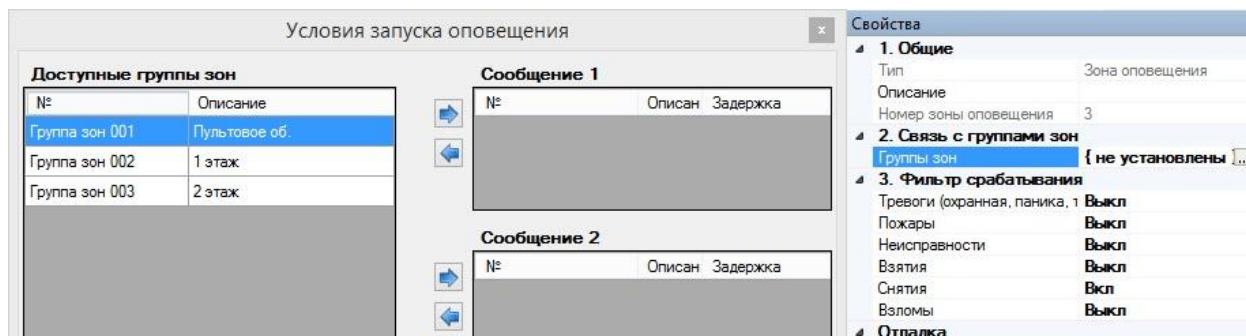 Условия запуска оповещения
x
Доступные группы зон
№ Описание
Группа зон 001 Пультовое об.
Группа зон 002 1 этаж
Группа зон 003 2 этаж
Сообщение 1
№ Описан Задержка
Сообщение 2
№ Описан Задержка
Свойства
1. Общие
Тип Зона оповещения
Описание
Номер зоны оповещения 3
2. Связь с группами зон
Группы зон { не установлены } ...
3. Фильтр срабатывания
Тревоги (охранная, паника, т Выкл
Пожары Выкл
Неисправности Выкл
Взятия Выкл
Снятия Вкл
Взломы Выкл
Отладка